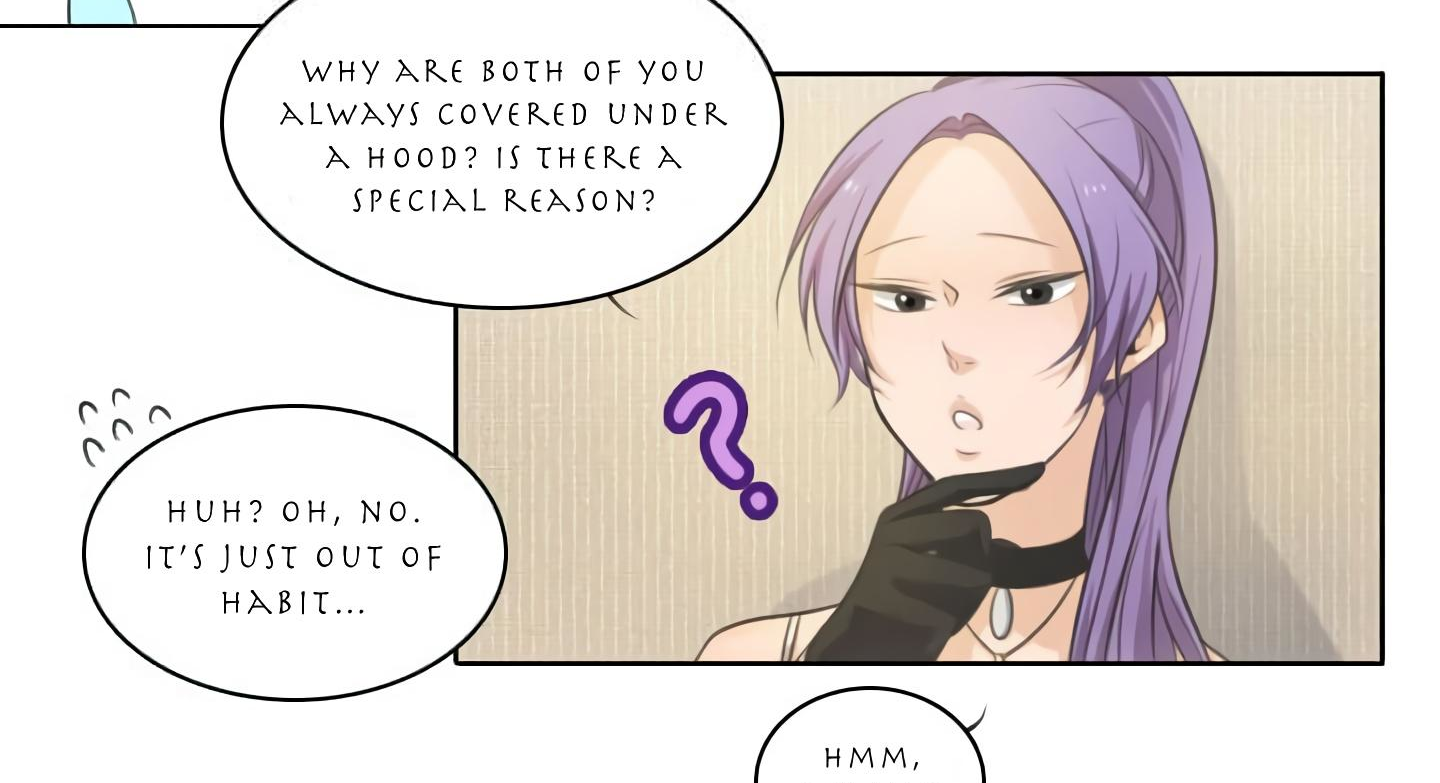 WHY ARE BOTH OF YOU
ALWAYS COVERED UNDER
A HOOD? IS THERE A
SPECIAL REASON?
?
HUH? OH, NO.
IT'S JUST OUT OF
HABIT...
HMM,